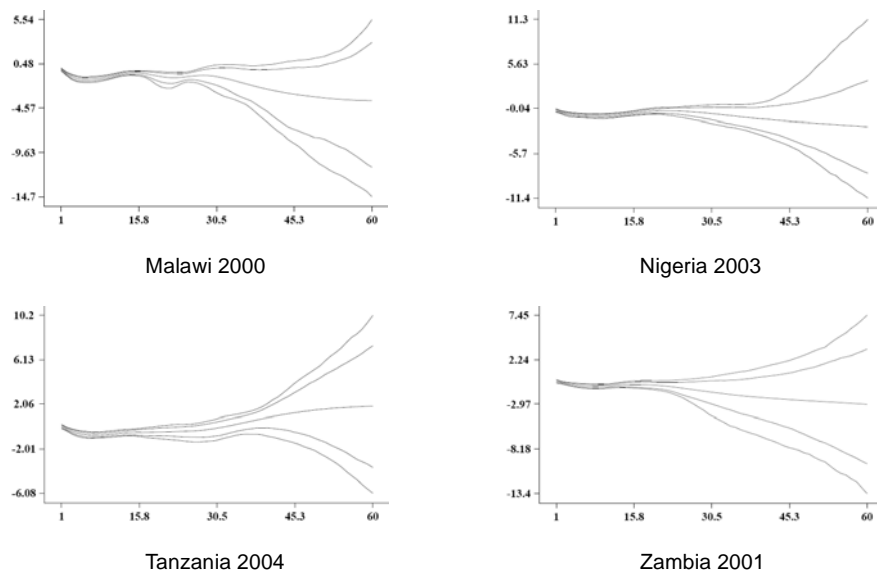 5.54
0.48
-4.57
-9.63
-14.7
1 15.8 30.5 45.3 60
Malawi 2000
11.3
5.63
-0.04
-5.7
-11.4
1 15.8 30.5 45.3 60
Nigeria 2003
10.2
6.13
2.06
-2.01
-6.08
1 15.8 30.5 45.3 60
Tanzania 2004
7.45
2.24
-2.97
-8.18
-13.4
1 15.8 30.5 45.3 60
Zambia 2001